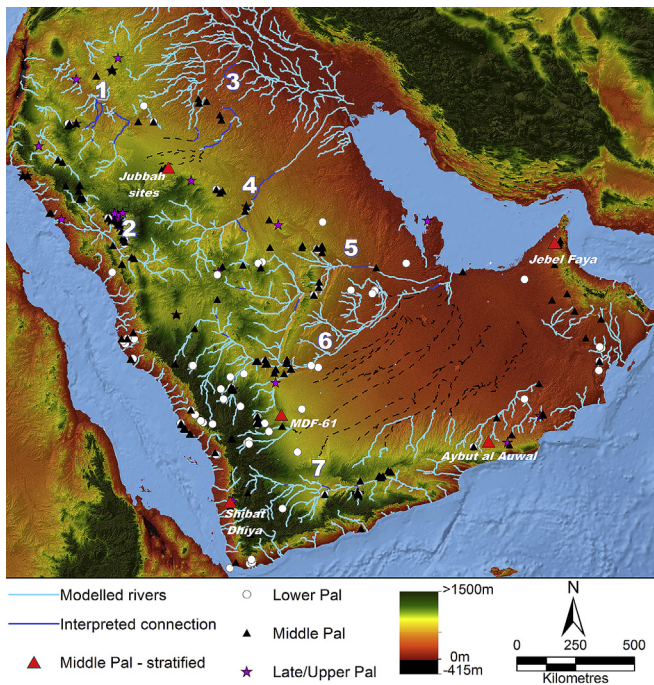 1
3
Jubbah
sites
4
2
5
Jebel Faya
6
MDF-61
Aybut al Auwal
7
Shibat
Dhiya
Modelled rivers
Interpreted connection
Middle Pal - stratified
Lower Pal
Middle Pal
Late/Upper Pal
>1500m
0m
-415m
N
0 250 500
Kilometres